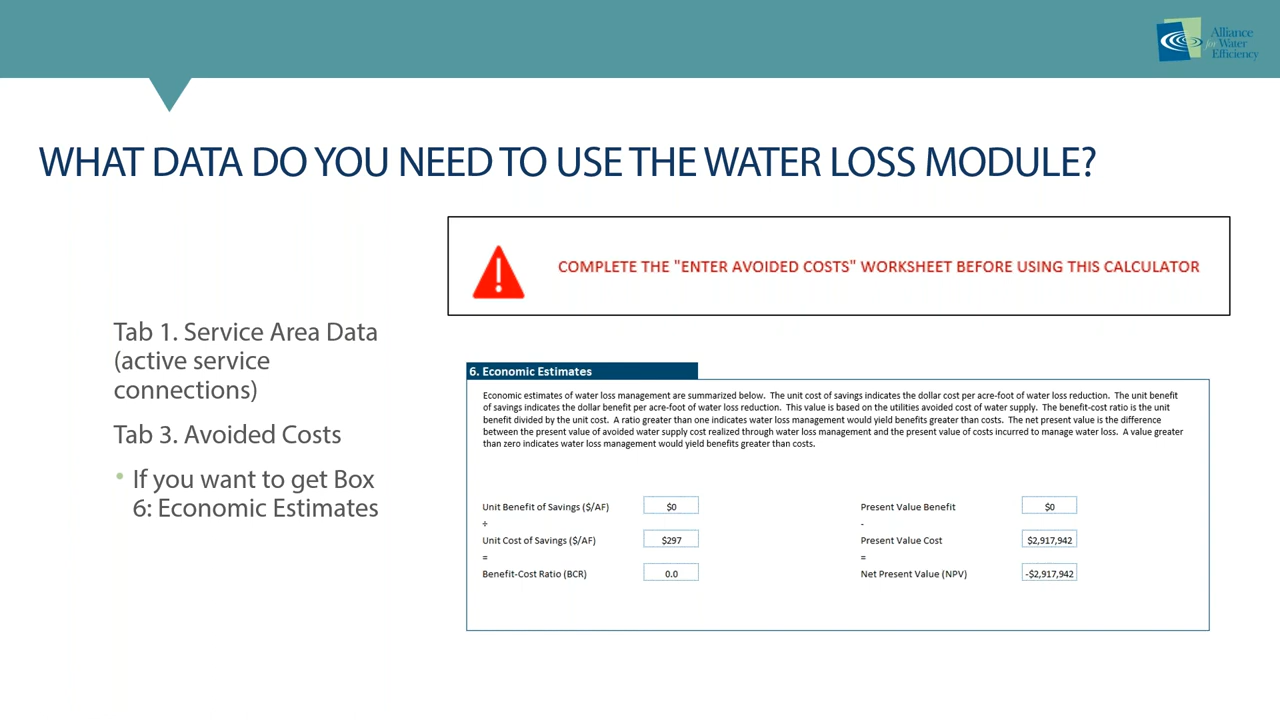 Alliance
for Water
Efficiency
WHAT DATA DO YOU NEED TO USE THE WATER LOSS MODULE?
COMPLETE THE "ENTER AVOIDED COSTS" WORKSHEET BEFORE USING THIS CALCULATOR
Tab 1. Service Area Data
(active service
connections)
Tab 3. Avoided Costs
• If you want to get Box
6: Economic Estimates
6. Economic Estimates
Economic estimates of water loss management are summarized below. The unit cost of savings indicates the dollar cost per acre-foot of water loss reduction. The unit benefit
of savings indicates the dollar benefit per acre-foot of water loss reduction. This value is based on the utilities avoided cost of water supply. The benefit-cost ratio is the unit
benefit divided by the unit cost. A ratio greater than one indicates water loss management would yield benefits greater than costs. The net present value is the difference
between the present value of avoided water supply cost realized through water loss management and the present value of costs incurred to manage water loss. A value greater
than zero indicates water loss management would yield benefits greater than costs.
Unit Benefit of Savings ($/AF) $0
÷
Unit Cost of Savings ($/AF) $297
=
Benefit-Cost Ratio (BCR) 0.0
Present Value Benefit $0
-
Present Value Cost $2,917,942
=
Net Present Value (NPV) -$2,917,942